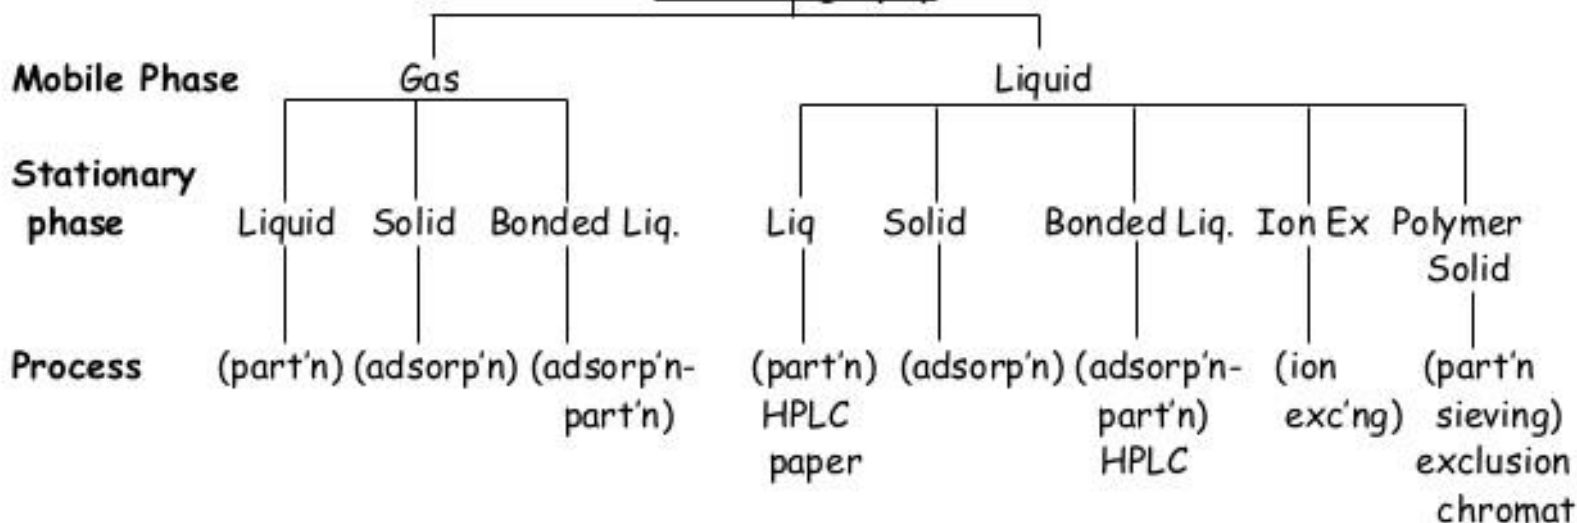 Mobile Phase Gas Liquid
Stationary
phase Liquid Solid Bonded Liq. Liq Solid Bonded Liq. Ion Ex Polymer
Solid
Process (part'n) (adsorp'n) (adsorp'n- (part'n) (adsorp'n) (adsorp'n- (ion (part'n
part'n) HPLC part'n) exc'ng) sieving)
paper HPLC exclusion
chromat